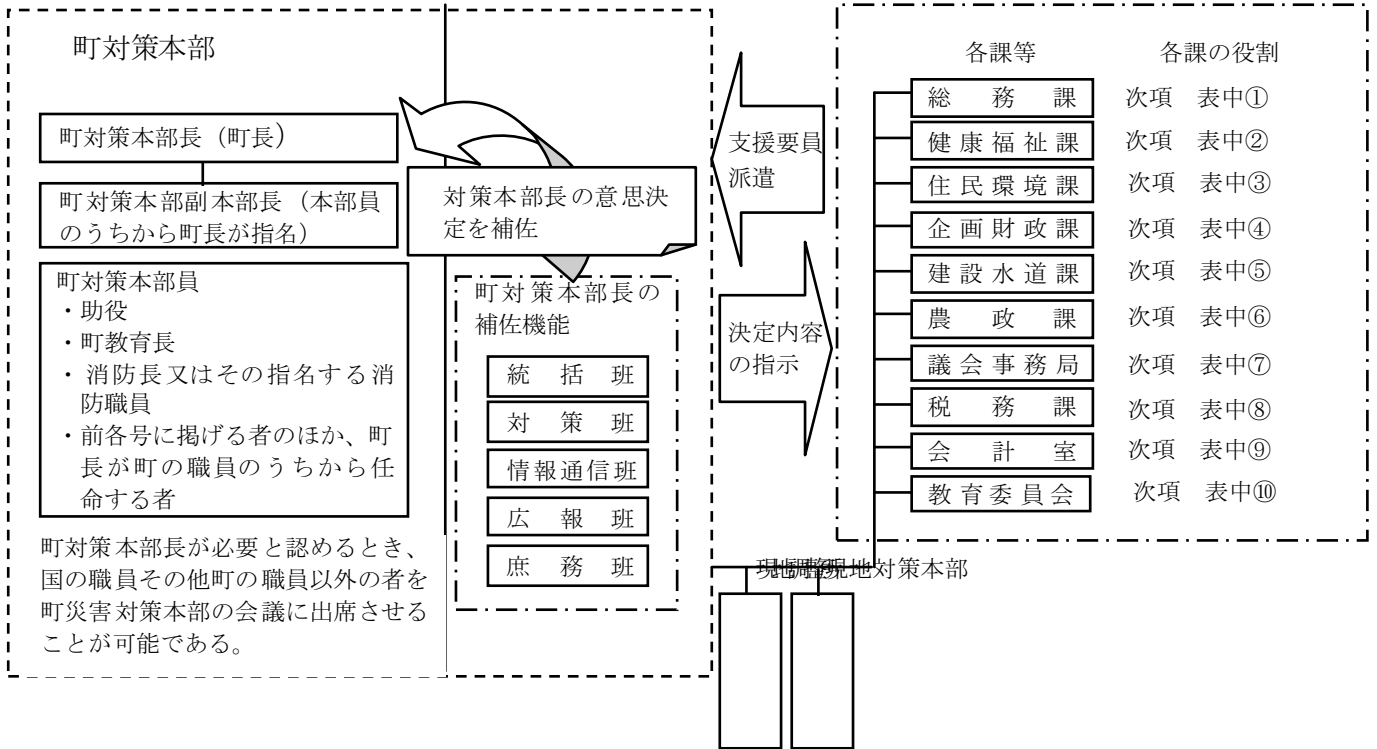 町対策本部
町対策本部長（町長）
町対策本部副本部長（本部員
のうちから町長が指名）
町対策本部員
・助役
・町教育長
・ 消防長又はその指名する消
防職員
・前各号に掲げる者のほか、町
長が町の職員のうちから任
命する者
町対策本部長が必要と認めるとき、
国の職員その他町の職員以外の者を
町災害対策本部の会議に出席させる
ことが可能である。
対策本部長の意思決
定を補佐
町対策本部長の
補佐機能
統 括 班
対 策 班
情報通信班
広 報 班
庶 務 班
支援要員
派遣
決定内容
の指示
各課等 各課の役割
総 務 課 次項 表中①
健康福祉課 次項 表中②
住民環境課 次項 表中③
企画財政課 次項 表中④
建設水道課 次項 表中⑤
農 政 課 次項 表中⑥
議会事務局 次項 表中⑦
税 務 課 次項 表中⑧
会 計 室 次項 表中⑨
教育委員会 次項 表中⑩
現地対策本部